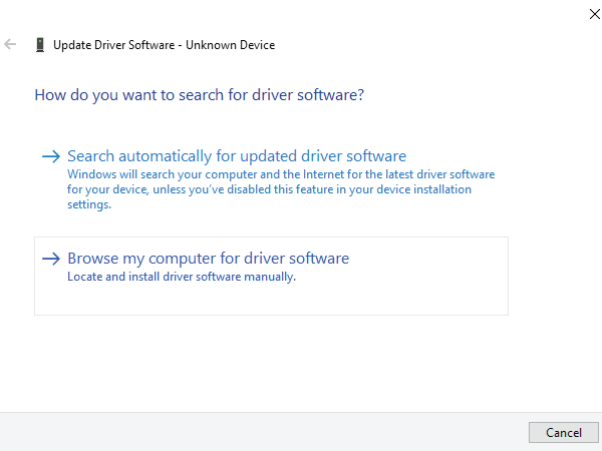 Update Driver Software - Unknown Device
How do you want to search for driver software?
Search automatically for updated driver software
Windows will search your computer and the Internet for the latest driver software
for your device, unless you've disabled this feature in your device installation
settings.
Browse my computer for driver software
Locate and install driver software manually.
Cancel